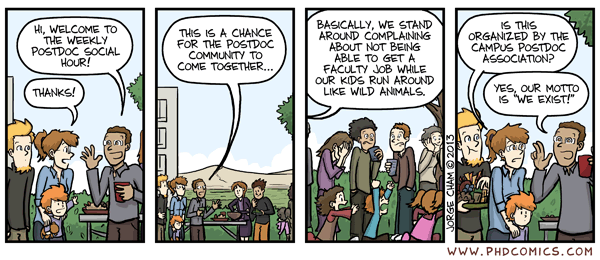 HI, WELCOME TO
THE WEEKLY
POSTDOC SOCIAL
HOUR!
THANKS!
THIS IS A CHANCE
FOR THE POSTDOC
COMMUNITY TO
COME TOGETHER...
BASICALLY, WE STAND
AROUND COMPLAINING
ABOUT NOT BEING
ABLE TO GET A
FACULTY JOB WHILE
OUR KIDS RUN AROUND
LIKE WILD ANIMALS.
JORGE CHAM © 2013
IS THIS
ORGANIZED BY THE
CAMPUS POSTDOC
ASSOCIATION?
YES, OUR MOTTO
IS "WE EXIST!"
WWW.PHDCOMICS.COM